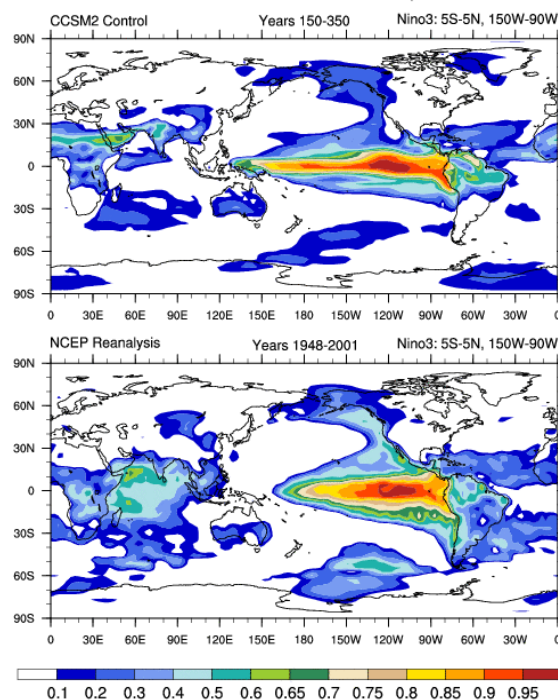 CCSM2 Control Years 150-350 Nino3: 5S-5N, 150W-90W
90N
60N
30N
0
30S
60S
90S
0 30E 60E 90E 120E 150E 180 150W 120W 90W 60W 30W 0
NCEP Reanalysis Years 1948-2001 Nino3: 5S-5N, 150W-90W
90N
60N
30N
0
30S
60S
90S
0 30E 60E 90E 120E 150E 180 150W 120W 90W 60W 30W 0
0.1 0.2 0.3 0.4 0.5 0.6 0.65 0.7 0.75 0.8 0.85 0.9 0.95